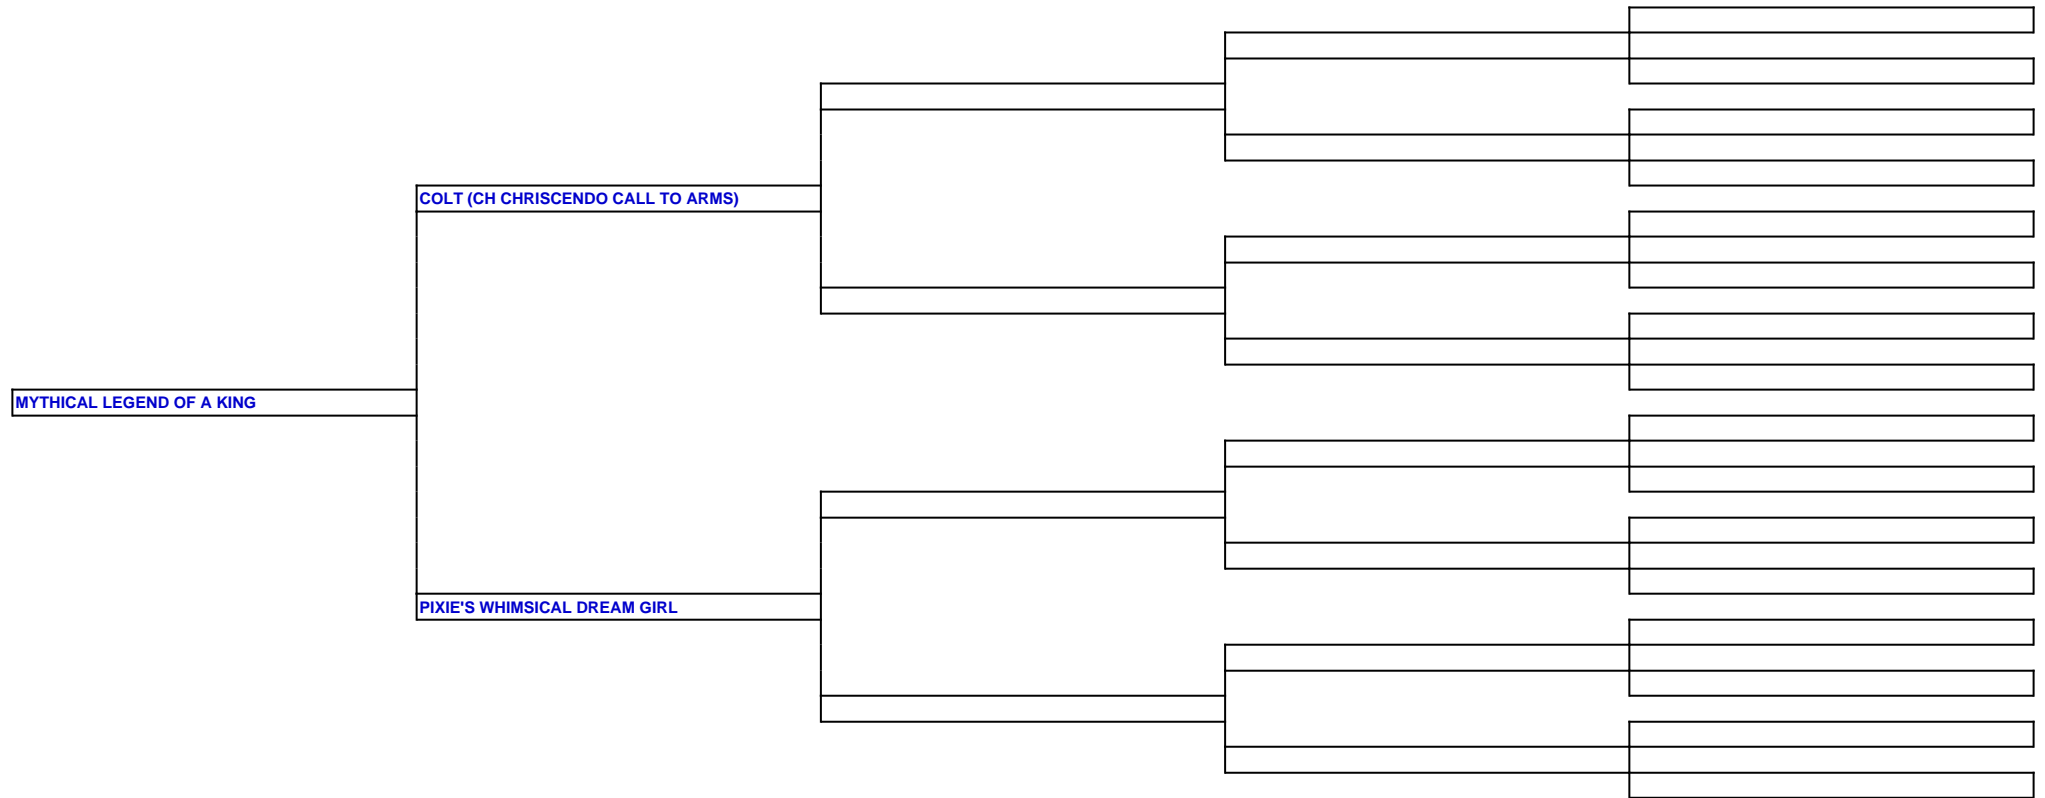 COLT (CH CHRISCENDO CALL TO ARMS)
MYTHICAL LEGEND OF A KING
PIXIE'S WHIMSICAL DREAM GIRL